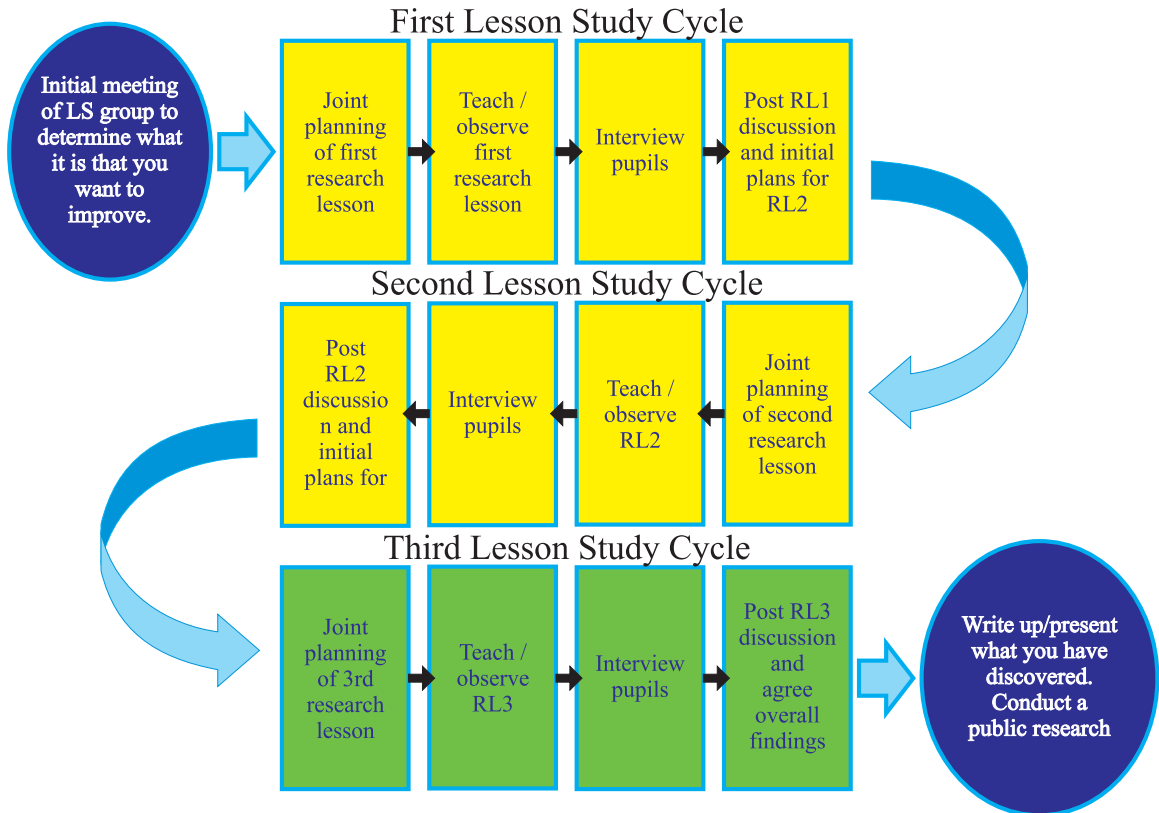 First Lesson Study Cycle
Initial meeting
of LS group to
determine what
it is that you
want to
improve.
Joint
planning
of first
research
lesson
Teach /
observe
first
research
lesson
Interview
pupils
Post RL1
discussion
and initial
plans for
RL2
Second Lesson Study Cycle
Joint
planning
of second
research
lesson
Teach /
observe
RL2
Interview
pupils
Post
RL2
discussio
n and
initial
plans for
Third Lesson Study Cycle
Joint
planning
of 3rd
research
lesson
Teach /
observe
RL3
Interview
pupils
Post RL3
discussion
and
agree
overall
findings
Write up/present
what you have
discovered.
Conduct a
public research